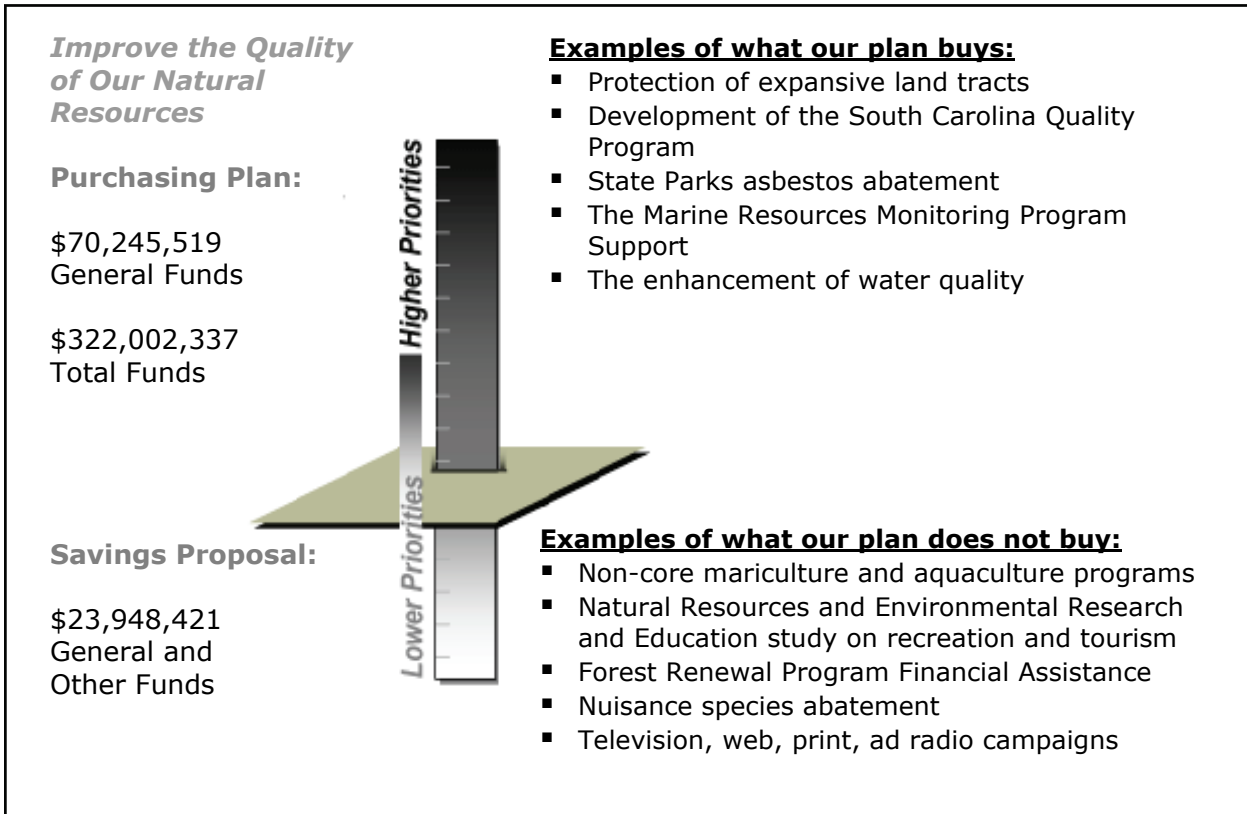 Improve the Quality
of Our Natural
Resources
Purchasing Plan:
$70,245,519
General Funds
$322,002,337
Total Funds
Higher Priorities
Lower Priorities
Examples of what our plan buys:
▪ Protection of expansive land tracts
▪ Development of the South Carolina Quality
Program
▪ State Parks asbestos abatement
▪ The Marine Resources Monitoring Program
Support
▪ The enhancement of water quality
Savings Proposal:
$23,948,421
General and
Other Funds
Examples of what our plan does not buy:
▪ Non-core mariculture and aquaculture programs
▪ Natural Resources and Environmental Research
and Education study on recreation and tourism
▪ Forest Renewal Program Financial Assistance
▪ Nuisance species abatement
▪ Television, web, print, ad radio campaigns